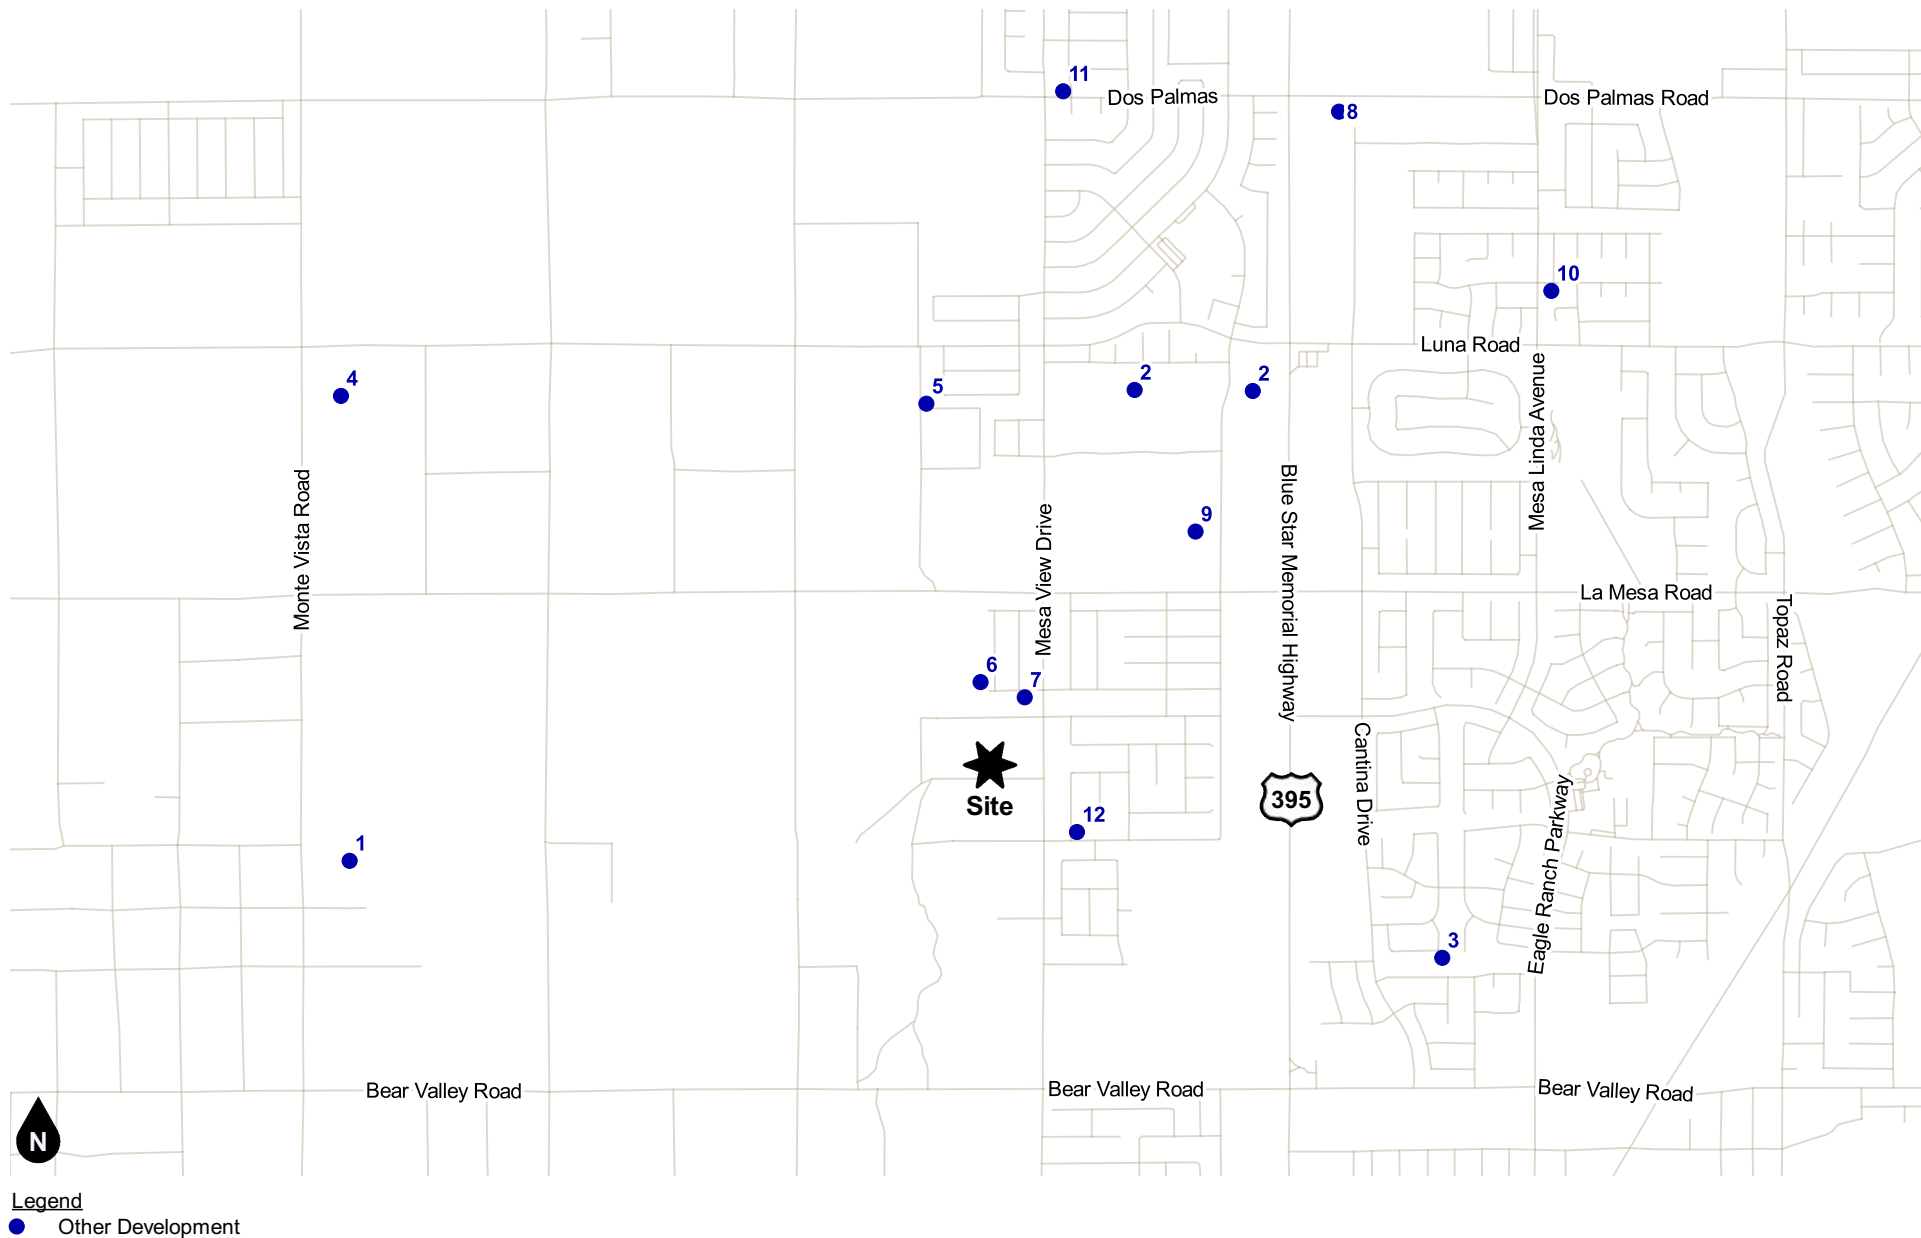 11
Dos Palmas
Dos Palmas Road
8
10
Luna Road
4
5
2
2
Mesa Linda Avenue
Monte Vista Road
Mesa View Drive
Blue Star Memorial Highway
9
La Mesa Road
Topaz Road
6
7
Cantina Drive
Site
395
12
Eagle Ranch Parkway
1
3
Bear Valley Road
Bear Valley Road
Bear Valley Road
N
Legend
Other Development